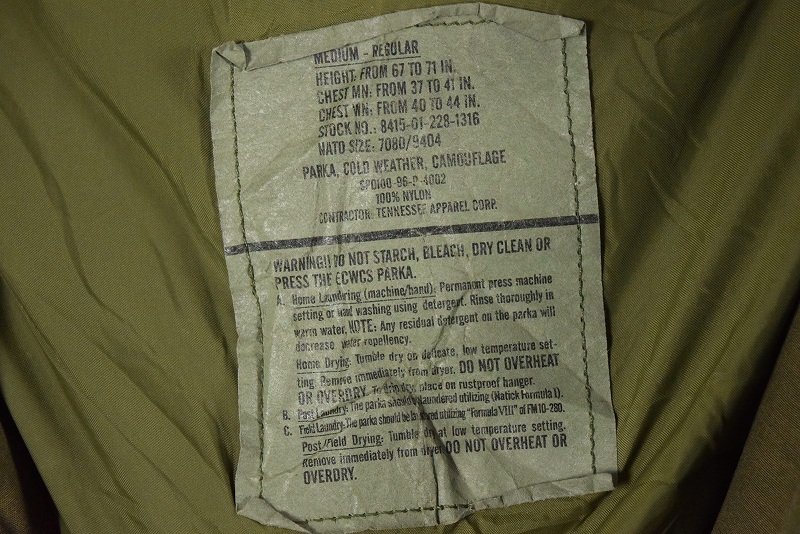 MEDIUM - REGULAR
HEIGHT: FROM 67 TO 71 IN.
CHEST MN: FROM 37 TO 41 IN.
CHEST WN: FROM 40 TO 44 IN.
STOCK NO.: 8415-01-228-1316
NATO SIZE: 7080/9404
PARKA, COLD WEATHER, CAMOUFLAGE
SPO100-96-D-4002
100% NYLON
CONTRACTOR: TENNESSEE APPAREL CORP.
WARNING!! DO NOT STARCH, BLEACH, DRY CLEAN OR
PRESS THE ECWCS PARKA.
A. Home Laundring (machine/hand): Permanent press machine
setting or hand washing using detergent. Rinse thoroughly in
warm water. NOTE: Any residual detergent on the parka will
decrease water repellency.
Home Drying: Tumble dry on delicate, low temperature set-
ting. Remove immediately from dryer. DO NOT OVERHEAT
OR OVERDRY. To drip dry, place on rustproof hanger.
B. Post Laundry: The parka should laundered utilizing (Natick Formula I).
C. Field Laundry: The parka should be laundered utilizing "Formula VIII" of FM 10-280.
Post/Field Drying: Tumble dry at low temperature setting.
Remove immediately from dryer DO NOT OVERHEAT OR
OVERDRY.